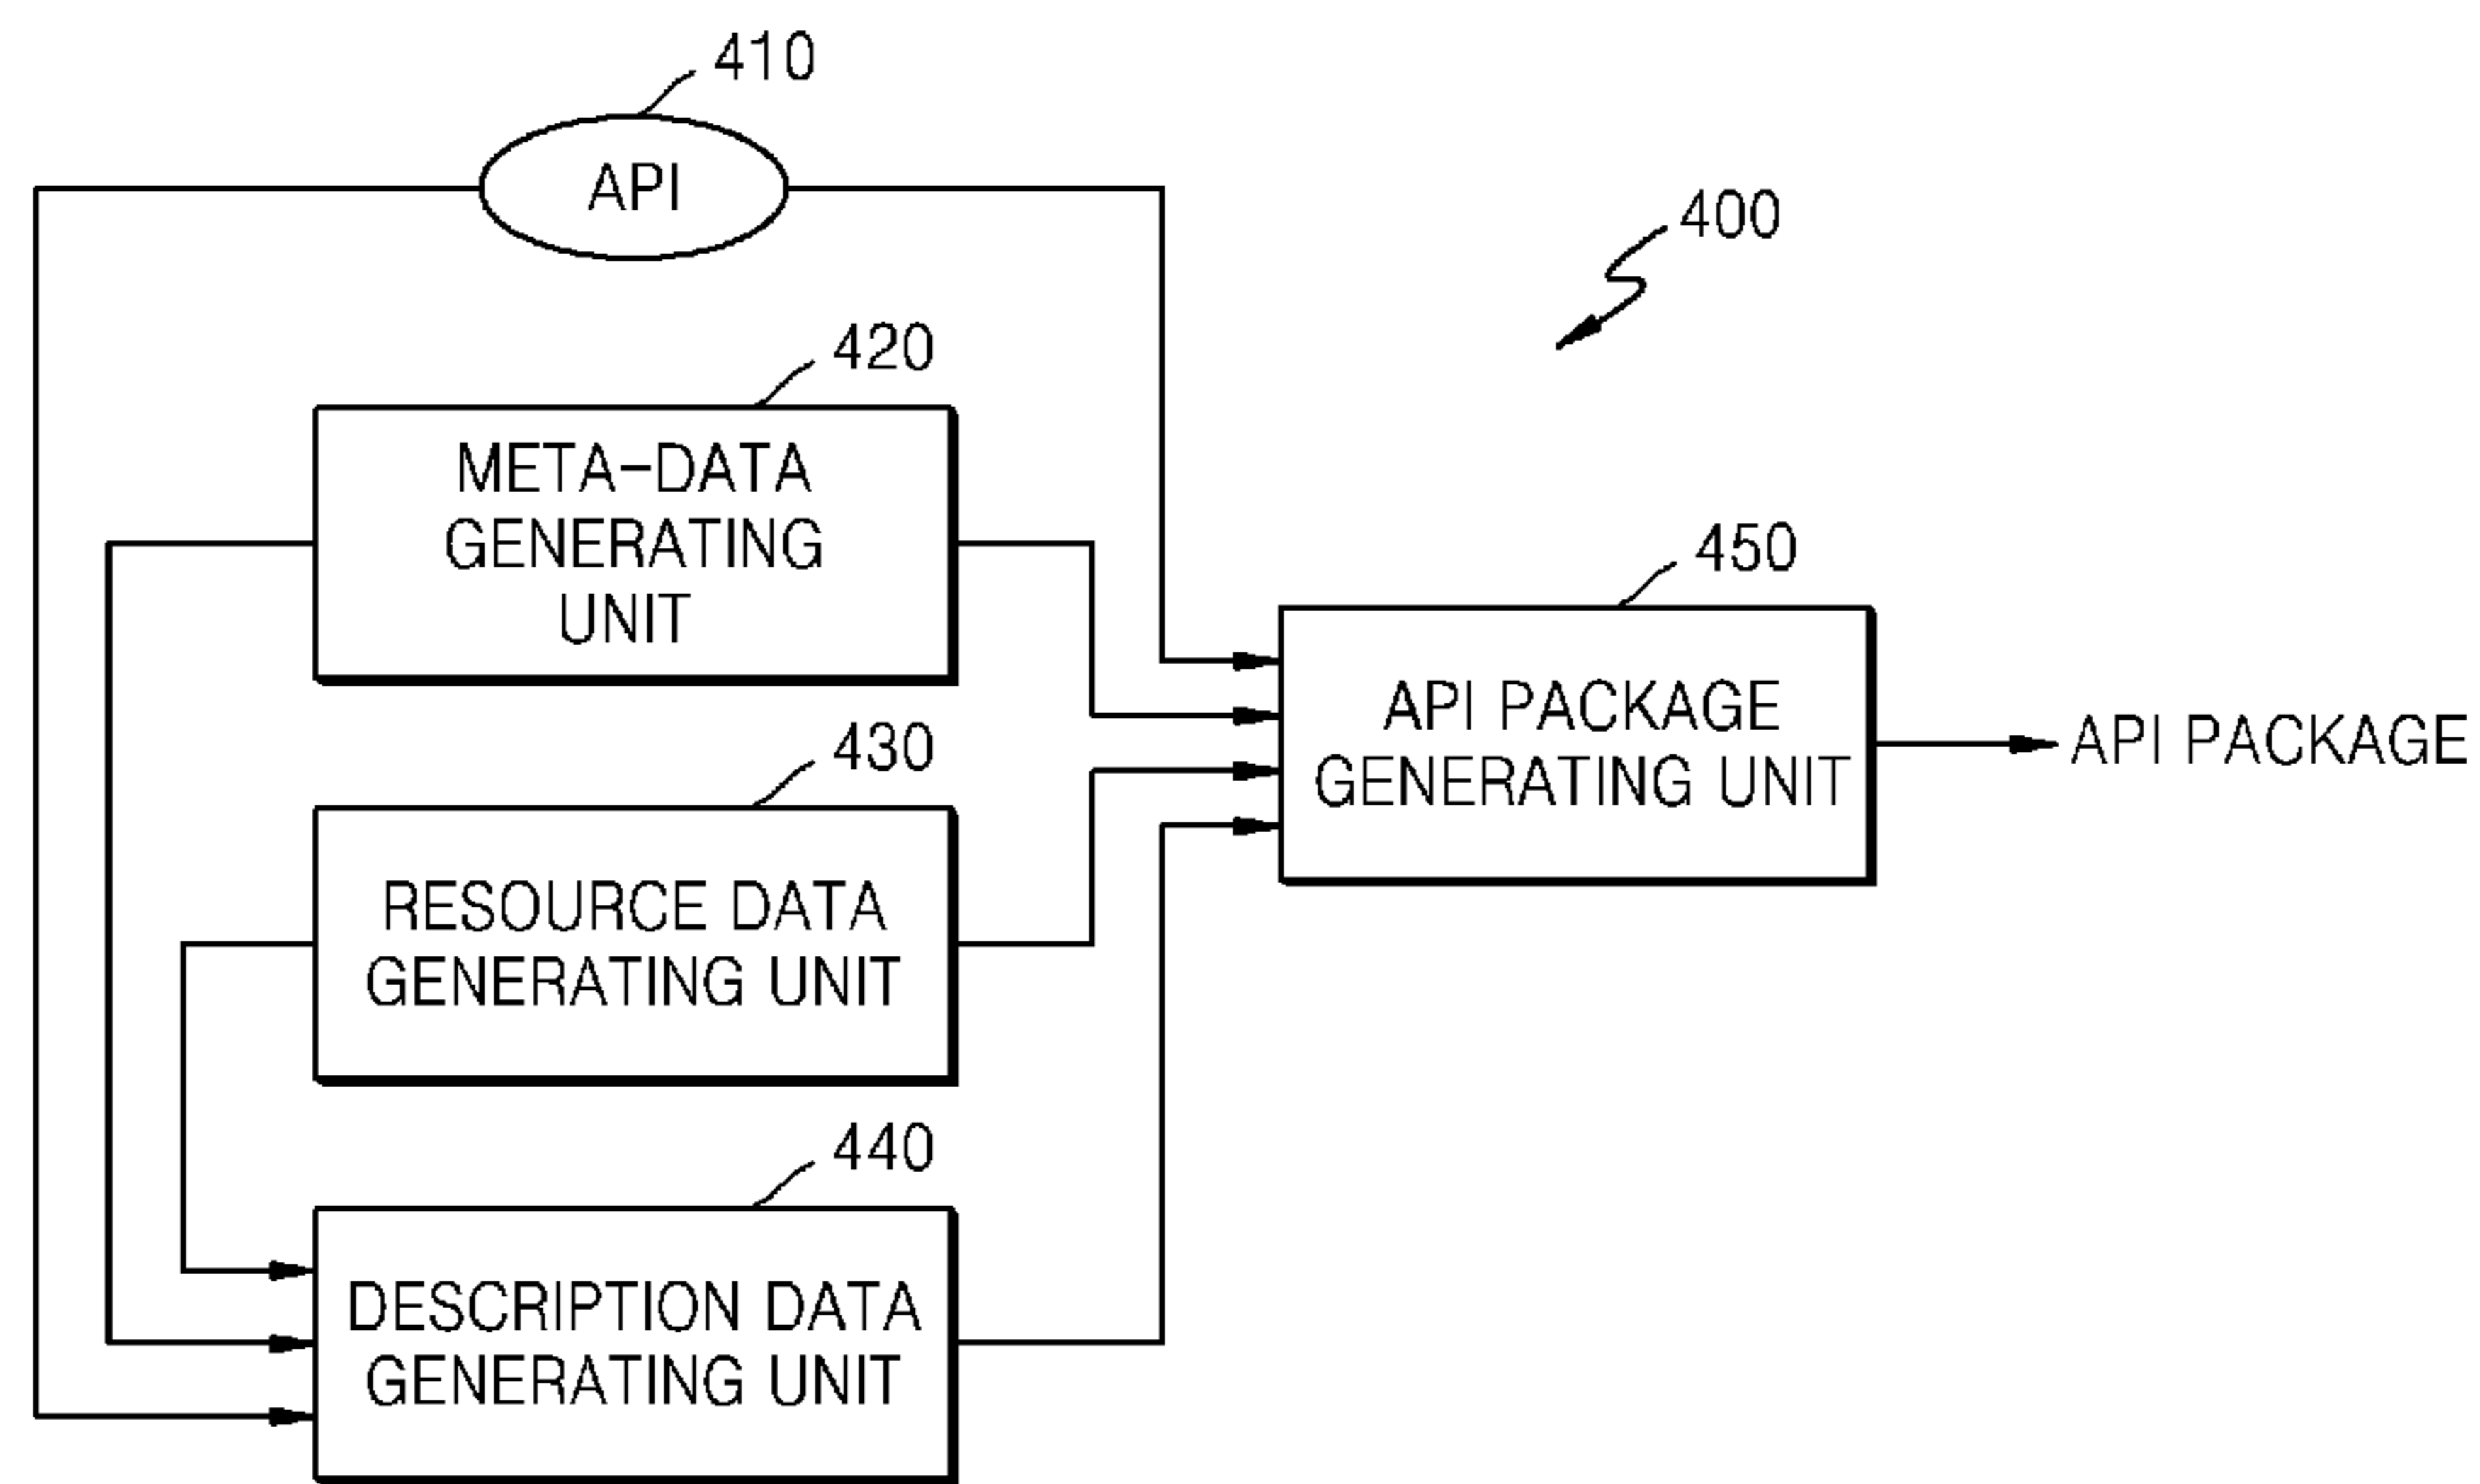 410
API
400
420
META-DATA
GENERATING
UNIT
450
API PACKAGE
GENERATING UNIT
API PACKAGE
430
RESOURCE DATA
GENERATING UNIT
440
DESCRIPTION DATA
GENERATING UNIT